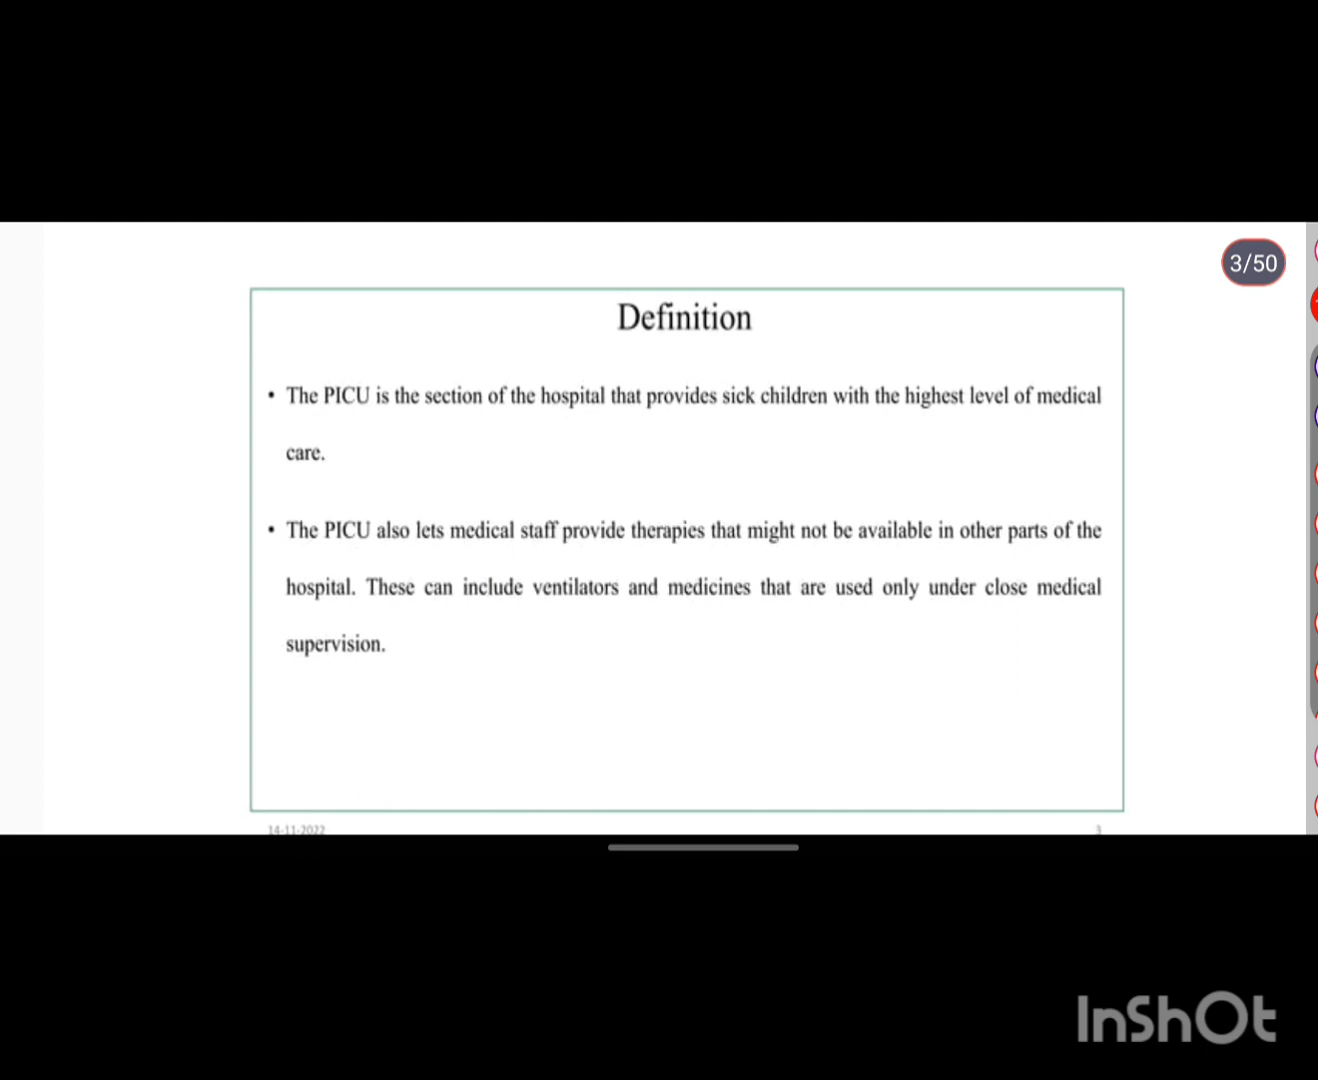 3/50
Definition
• The PICU is the section of the hospital that provides sick children with the highest level of medical
care.
• The PICU also lets medical staff provide therapies that might not be available in other parts of the
hospital. These can include ventilators and medicines that are used only under close medical
supervision.
14-11-2022 3
InShOt